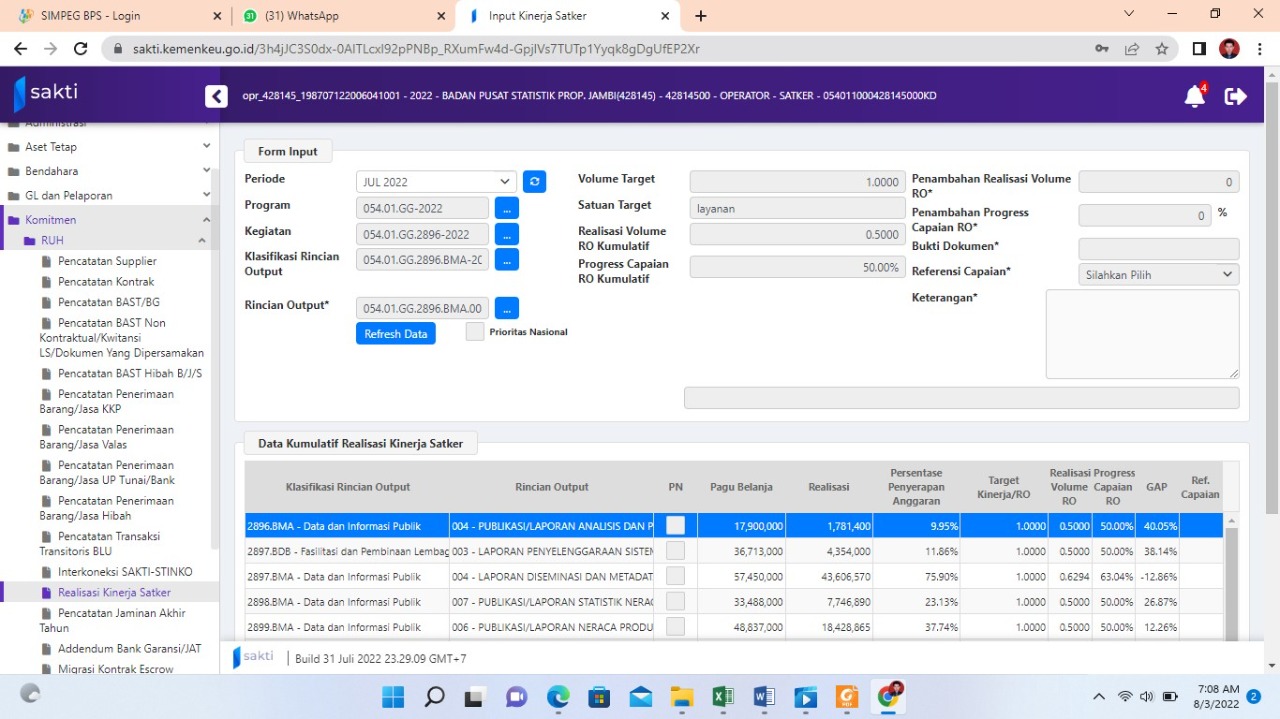 SIMPEG BPS - Login
(31) WhatsApp
Input Kinerja Satker
sakti.kemenkeu.go.id/3h4jJC3S0dx-0AITLcxI92pPNBp_RXumFw4d-GpjIVs7TUTp1Yyqk8gDgUfEP2Xr
sakti
opr_428145_198707122006041001 - 2022 - BADAN PUSAT STATISTIK PROP. JAMBI(428145) - 42814500 - OPERATOR - SATKER - 054011000428145000KD
4
Administrasi
Aset Tetap
Bendahara
GL dan Pelaporan
Komitmen
RUH
Pencatatan Supplier
Pencatatan Kontrak
Pencatatan BAST/BG
Pencatatan BAST Non
Kontraktual/Kwitansi
LS/Dokumen Yang Dipersamakan
Pencatatan BAST Hibah B/J/S
Pencatatan Penerimaan
Barang/Jasa KKP
Pencatatan Penerimaan
Barang/Jasa Valas
Pencatatan Penerimaan
Barang/Jasa UP Tunai/Bank
Pencatatan Penerimaan
Barang/Jasa Hibah
Pencatatan Transaksi
Transitoris BLU
Interkoneksi SAKTI-STINKO
Realisasi Kinerja Satker
Pencatatan Jaminan Akhir
Tahun
Addendum Bank Garansi/JAT
Migrasi Kontrak Escrow
Form Input
Periode
JUL 2022
Program
054.01.GG-2022
...
Kegiatan
054.01.GG.2896-2022
...
Klasifikasi Rincian
Output
054.01.GG.2896.BMA-20
...
Rincian Output*
054.01.GG.2896.BMA.00
...
Refresh Data
Prioritas Nasional
Volume Target
1.0000
Satuan Target
layanan
Realisasi Volume
RO Kumulatif
0.5000
Progress Capaian
RO Kumulatif
50.00%
Penambahan Realisasi Volume
RO*
0
Penambahan Progress
Capaian RO*
0 %
Bukti Dokumen*
Referensi Capaian*
Silahkan Pilih
Keterangan*
Data Kumulatif Realisasi Kinerja Satker
Klasifikasi Rincian Output Rincian Output PN Pagu Belanja Realisasi Persentase Penyerapan Anggaran Target Kinerja/RO Realisasi Volume RO Progress Capaian RO GAP Ref. Capaian
2896.BMA - Data dan Informasi Publik 004 - PUBLIKASI/LAPORAN ANALISIS DAN P 17,900,000 1,781,400 9.95% 1.0000 0.5000 50.00% 40.05%
2897.BDB - Fasilitasi dan Pembinaan Lembag 003 - LAPORAN PENYELENGGARAAN SISTEM 36,713,000 4,354,000 11.86% 1.0000 0.5000 50.00% 38.14%
2897.BMA - Data dan Informasi Publik 004 - LAPORAN DISEMINASI DAN METADAT 57,450,000 43,606,570 75.90% 1.0000 0.6294 63.04% -12.86%
2898.BMA - Data dan Informasi Publik 007 - PUBLIKASI/LAPORAN STATISTIK NERA 33,488,000 7,746,890 23.13% 1.0000 0.5000 50.00% 26.87%
2899.BMA - Data dan Informasi Publik 006 - PUBLIKASI/LAPORAN NERACA PRODU 48,837,000 18,428,865 37.74% 1.0000 0.5000 50.00% 12.26%
sakti
Build 31 Juli 2022 23.29.09 GMT+7
7:08 AM
8/3/2022
2